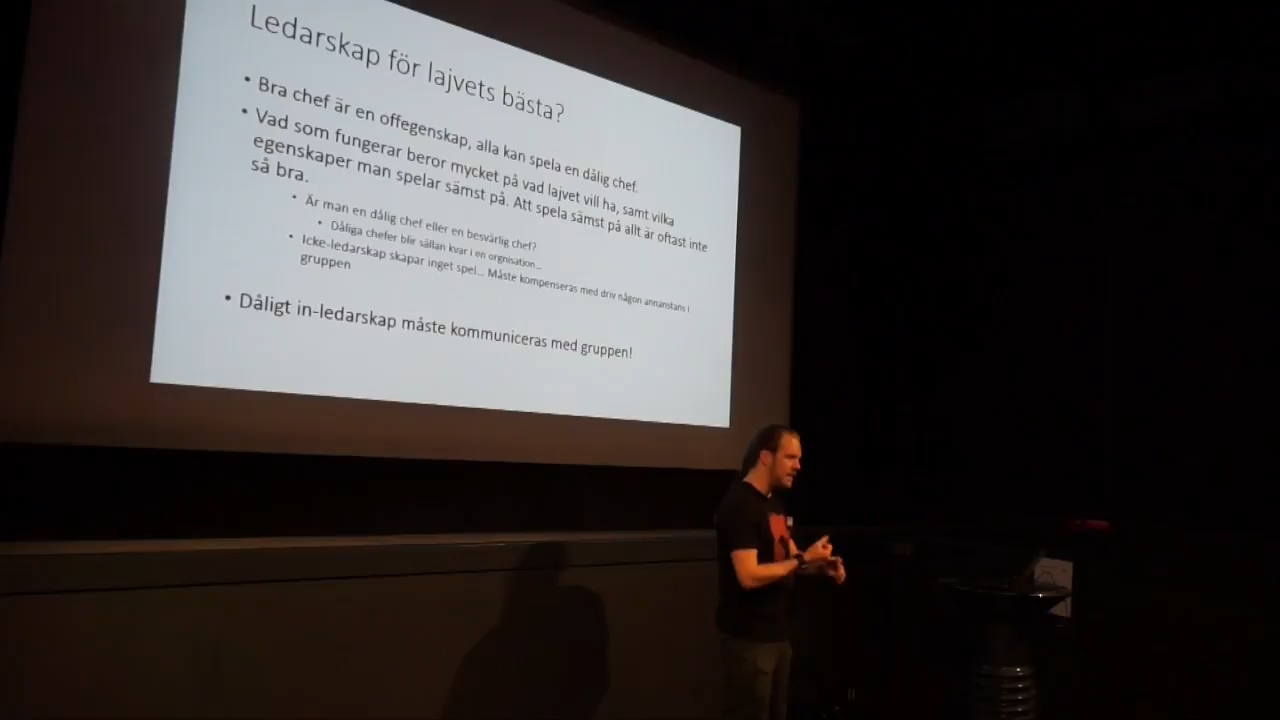 Ledarskap för lajvets bästa?
• Bra chef är en offegenskap, alla kan spela en dålig chef.
• Vad som fungerar beror mycket på vad lajvet vill ha, samt vilka
egenskaper man spelar sämst på. Att spela sämst på allt är oftast inte
så bra.
• Är man en dålig chef eller en besvärlig chef?
• Dåliga chefer blir sällan kvar i en orgnisation...
• Icke-ledarskap skapar inget spel... Måste kompenseras med driv någon annanstans i
gruppen
• Dåligt in-ledarskap måste kommuniceras med gruppen!